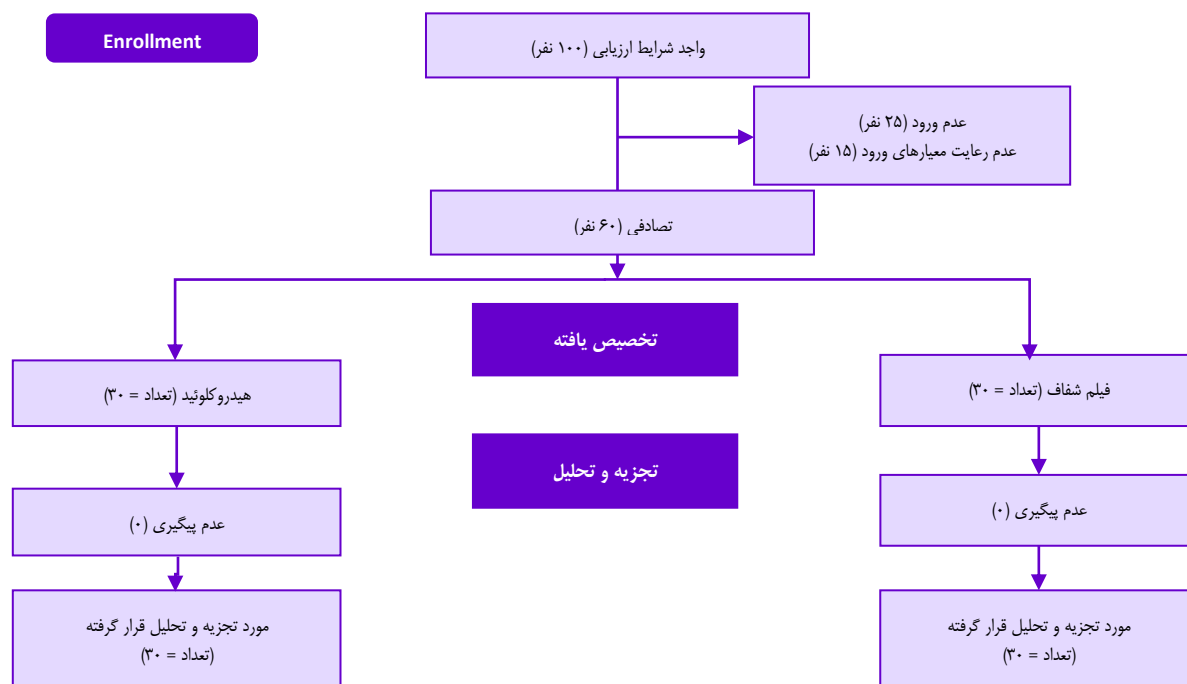 Enrollment
واجد شرایط ارزیابی (۱۰۰ نفر)
عدم ورود (۲۵ نفر)
عدم رعایت معیارهای ورود (۱۵ نفر)
تصادفی (۶۰ نفر)
تخصیص یافته
فیلم شفاف (تعداد = ۳۰)
هیدروکلوئید (تعداد = ۳۰)
تجزیه و تحلیل
عدم پیگیری (۰)
عدم پیگیری (۰)
مورد تجزیه و تحلیل قرار گرفته
(تعداد = ۳۰)
مورد تجزیه و تحلیل قرار گرفته
(تعداد = ۳۰)